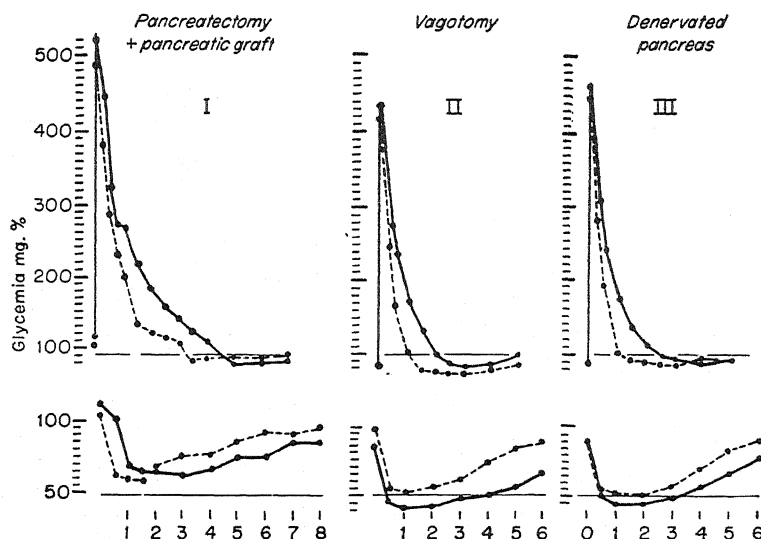 Pancreatectomy
+ pancreatic graft
Vagotomy
Denervated
pancreas
I
II
III
Glycemia mg. %
500
400
300
200
100
100
50
1 2 3 4 5 6 7 8
1 2 3 4 5 6
0 1 2 3 4 5 6